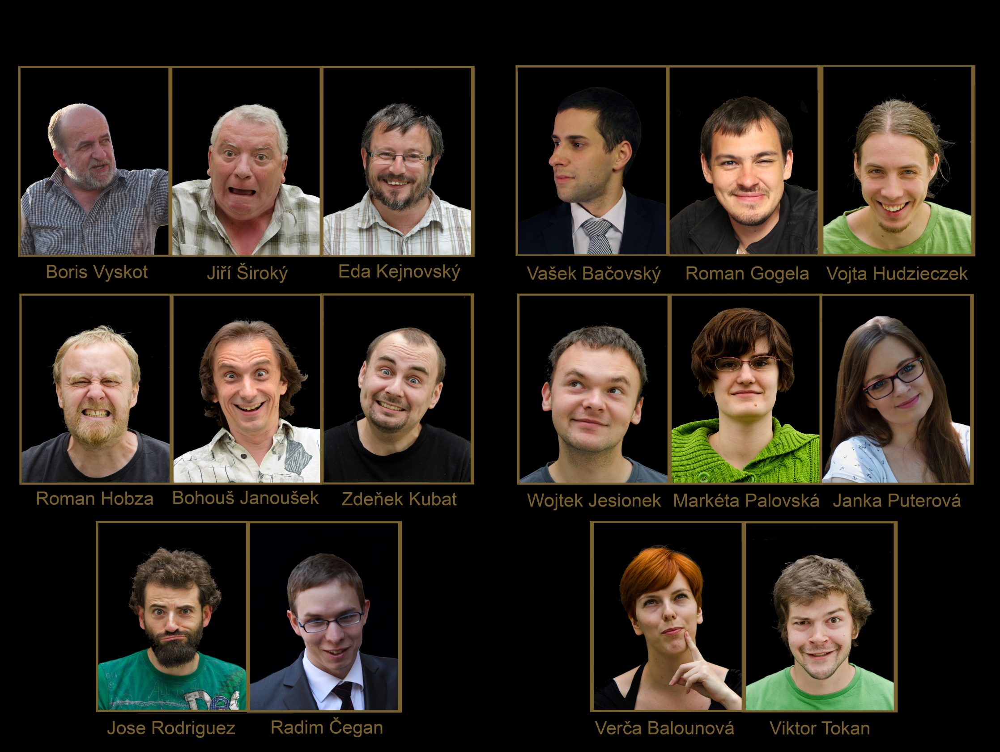 Boris Vyskot
Jiří Široký
Eda Kejnovský
Vašek Bačovský
Roman Gogela
Vojta Hudzieczek
Roman Hobza
Bohouš Janoušek
Zdeňek Kubat
Wojtek Jesionek
Markéta Palovská
Janka Puterová
Jose Rodriguez
Radim Čegan
Verča Balounová
Viktor Tokan